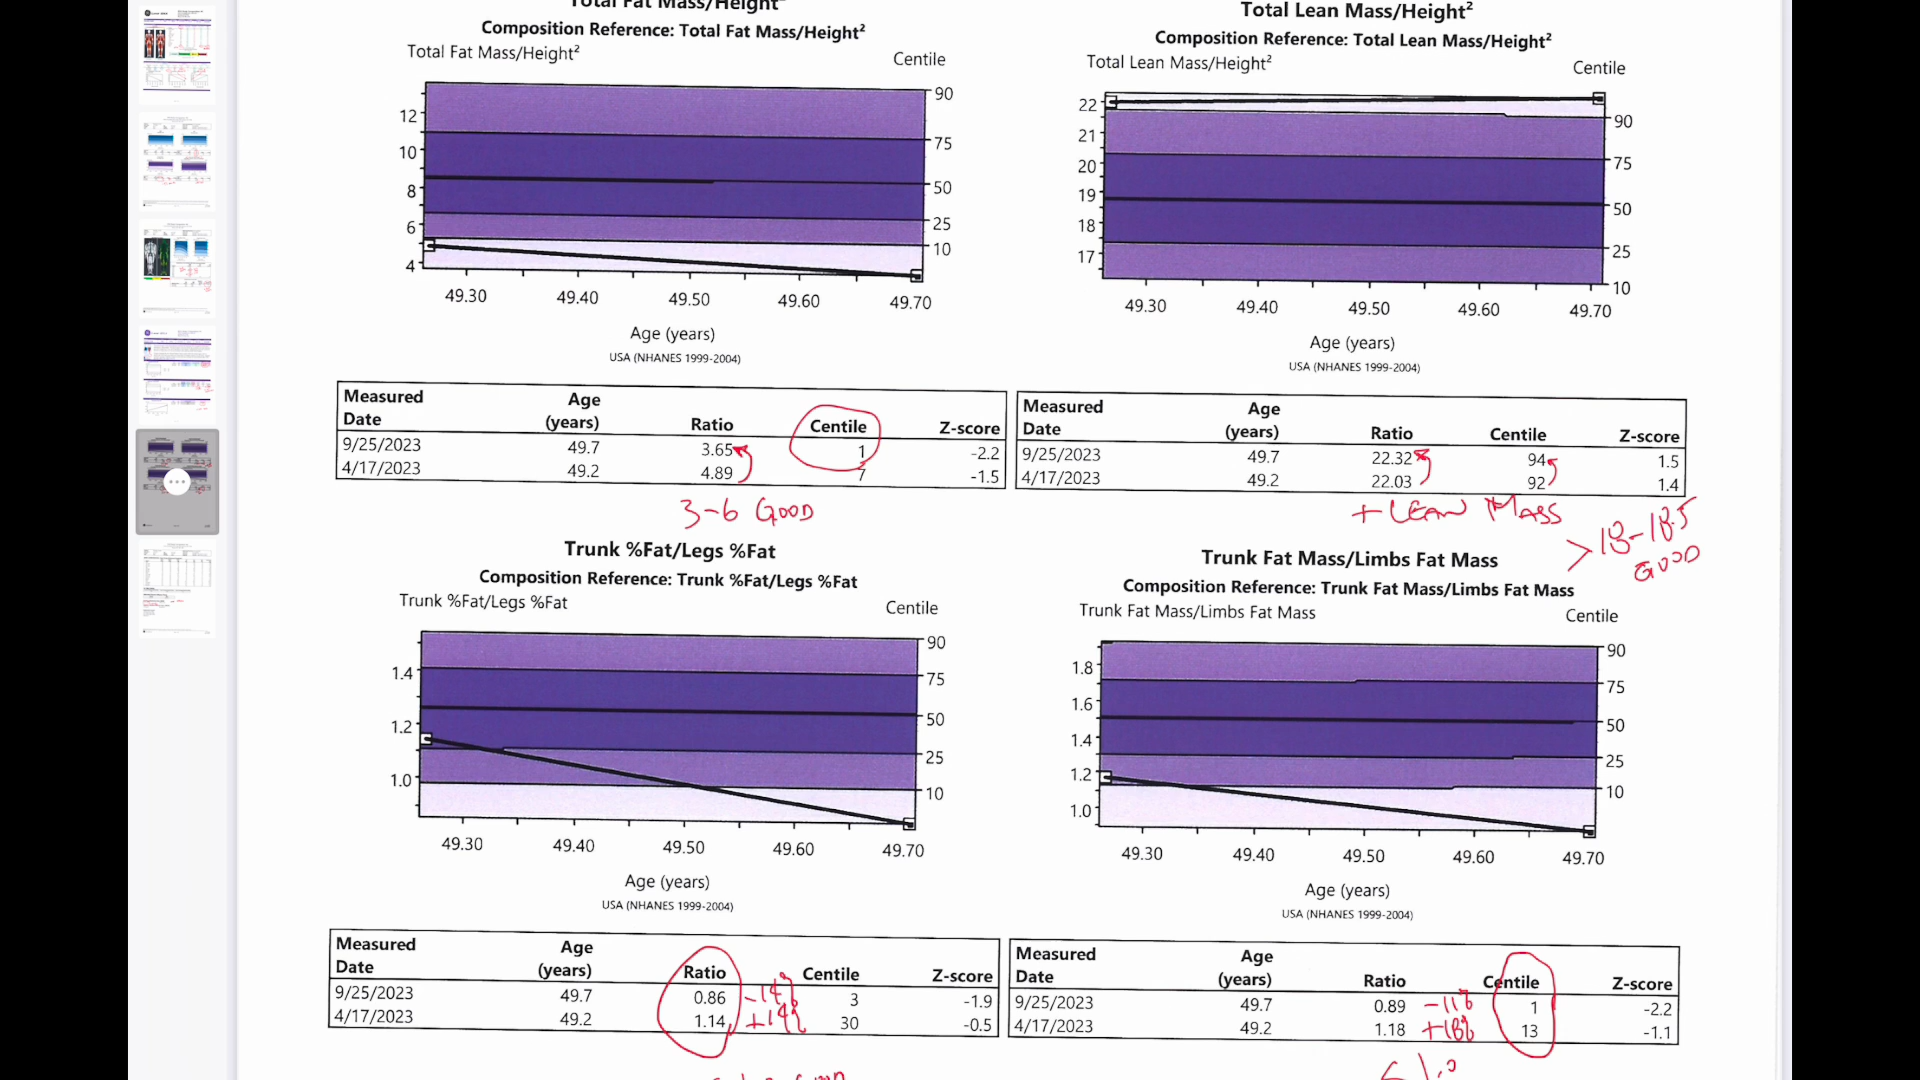 Total Fat Mass/Height²
Composition Reference: Total Fat Mass/Height²
Total Fat Mass/Height²
Centile
12
10
8
6
4
90
75
50
25
10
49.30 49.40 49.50 49.60 49.70
Age (years)
USA (NHANES 1999-2004)
Total Lean Mass/Height²
Composition Reference: Total Lean Mass/Height²
Total Lean Mass/Height²
Centile
22
21
20
19
18
17
90
75
50
25
10
49.30 49.40 49.50 49.60 49.70
Age (years)
USA (NHANES 1999-2004)
Measured Date Age (years) Ratio Centile Z-score
9/25/2023 49.7 3.65 1 -2.2
4/17/2023 49.2 4.89 7 -1.5
3-6 GOOD
Measured Date Age (years) Ratio Centile Z-score
9/25/2023 49.7 22.32 94 1.5
4/17/2023 49.2 22.03 92 1.4
+ LEAN MASS
> 18-18.5
GOOD
Trunk %Fat/Legs %Fat
Composition Reference: Trunk %Fat/Legs %Fat
Trunk %Fat/Legs %Fat
Centile
1.4
1.2
1.0
90
75
50
25
10
49.30 49.40 49.50 49.60 49.70
Age (years)
USA (NHANES 1999-2004)
Trunk Fat Mass/Limbs Fat Mass
Composition Reference: Trunk Fat Mass/Limbs Fat Mass
Trunk Fat Mass/Limbs Fat Mass
Centile
1.8
1.6
1.4
1.2
1.0
90
75
50
25
10
49.30 49.40 49.50 49.60 49.70
Age (years)
USA (NHANES 1999-2004)
Measured Date Age (years) Ratio Centile Z-score
9/25/2023 49.7 0.86 -14% 3 -1.9
4/17/2023 49.2 1.14 +14% 30 -0.5
Measured Date Age (years) Ratio Centile Z-score
9/25/2023 49.7 0.89 -11% 1 -2.2
4/17/2023 49.2 1.18 +18% 13 -1.1